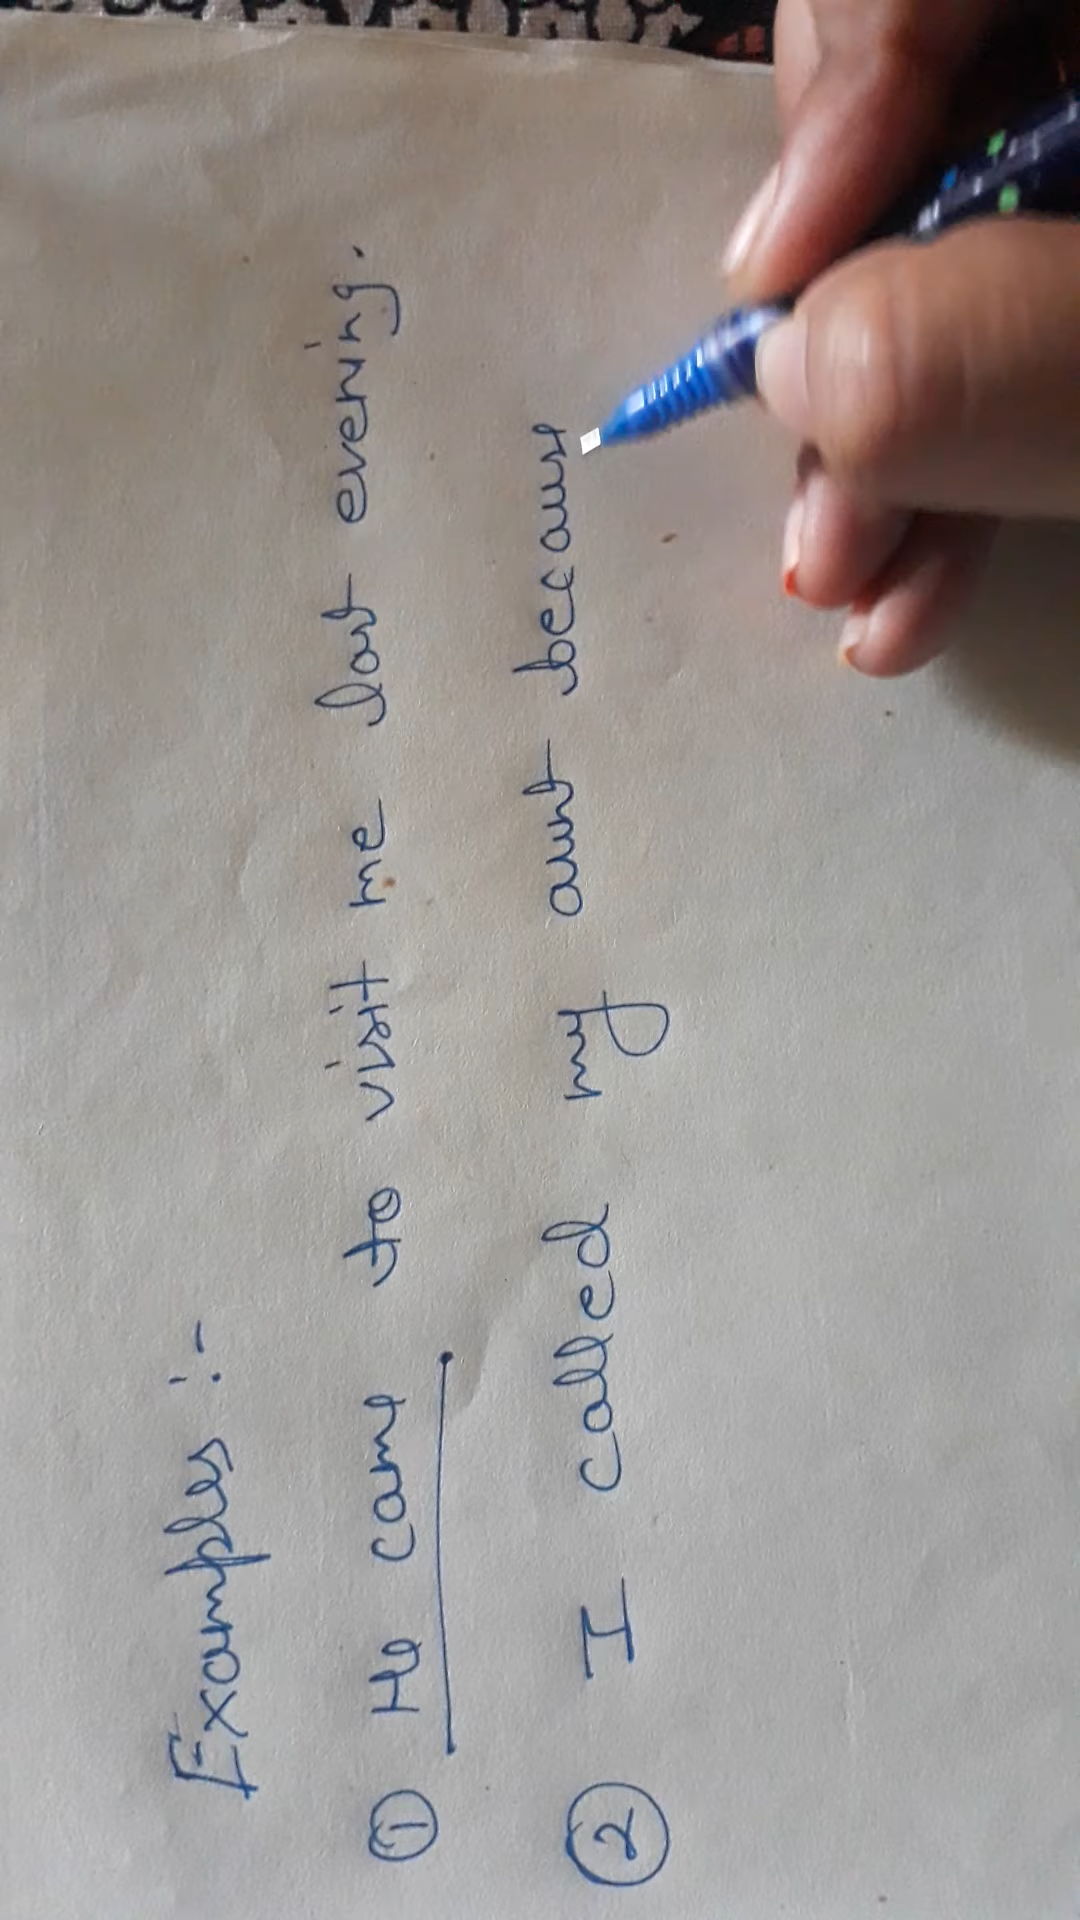 Examples :-
① He came to visit me last evening.
② I called my aunt because